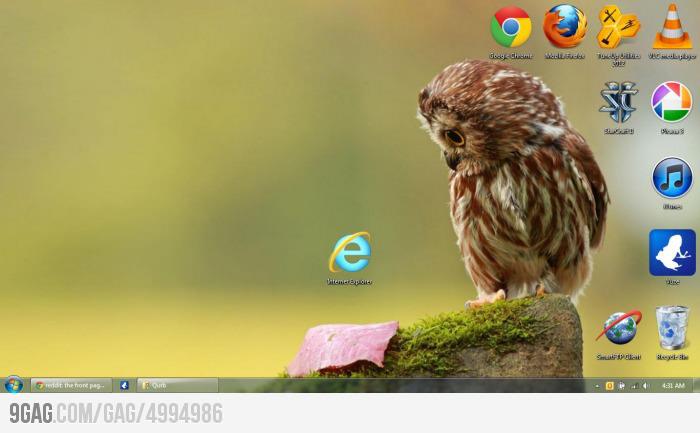 Google Chrome
Mozilla Firefox
TuneUp Utilities
2012
VLC media player
StarCraft II
Picasa 3
iTunes
Internet Explorer
Vuze
SmartFTP Client
Recycle Bin
reddit: the front pag...
Qurb
4:31 AM
9GAG.COM/GAG/4994986